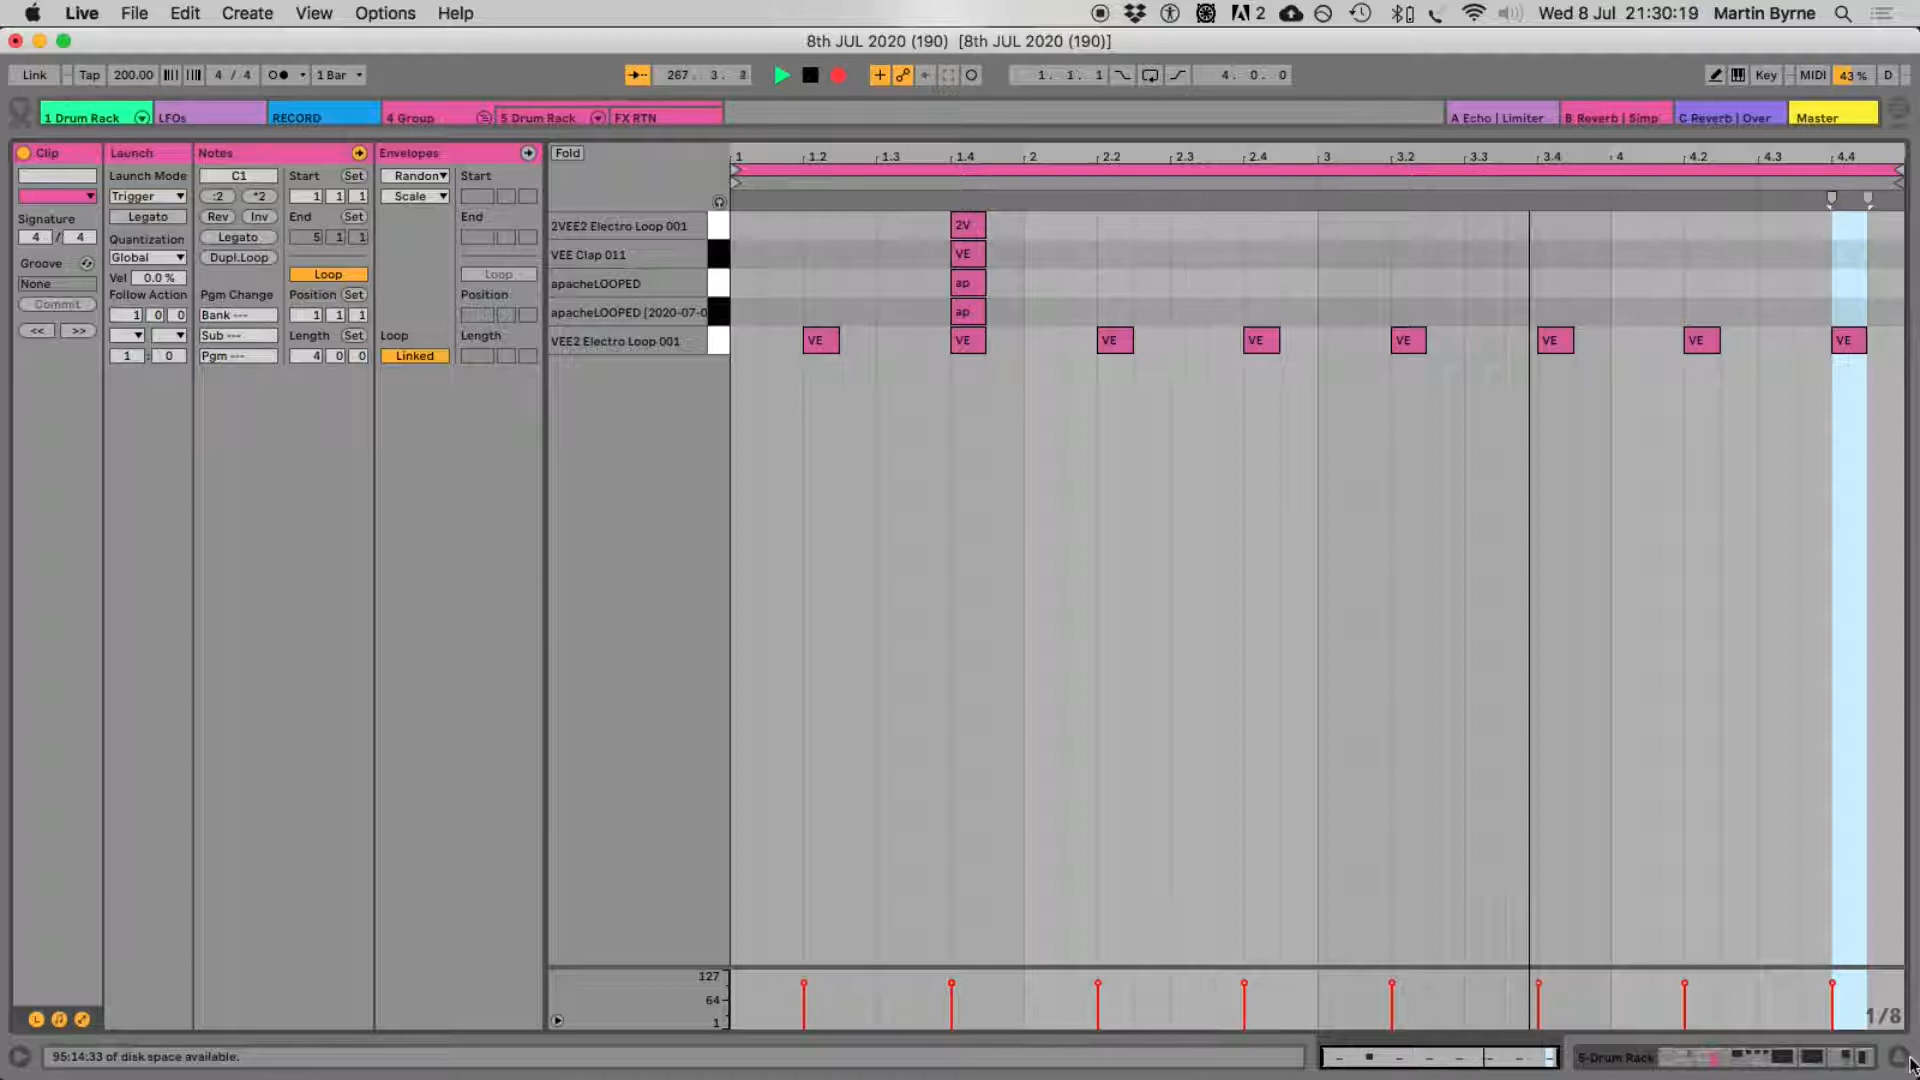 Live File Edit Create View Options Help 2 Wed 8 Jul 21:30:19 Martin Byrne
8th JUL 2020 (190) [8th JUL 2020 (190)]
Link Tap 200.00 4 / 4 1 Bar 267. 3. 1. 1. 1 4. 0. 0 Key MIDI 43 % D
1 Drum Rack LFOs RECORD 4 Group 5 Drum Rack FX RTN A Echo | Limiter B Reverb | Simp C Reverb | Over Master
Clip Launch Notes Envelopes Fold 1 1.2 1.3 1.4 2 2.2 2.3 2.4 3 3.2 3.3 3.4 4 4.2 4.3 4.4
Launch Mode C1 Start Set Randon Start
Trigger :2 *2 1 1 1 Scale
Signature Legato Rev Inv End Set End
4 / 4 Quantization Legato 5 1 1
Global Dupl.Loop
Groove Vel 0.0 % Loop Loop
None Follow Action Pgm Change Position Set Position
Commit 1 0 0 Bank --- 1 1 1
<< >> Sub --- Length Set Loop Length
1 : 0 Pgm --- 4 0 0 Linked
2VEE2 Electro Loop 001 2V
VEE Clap 011 VE
apacheLOOPED ap
apacheLOOPED [2020-07-0 ap
VEE2 Electro Loop 001 VE VE VE VE VE VE VE VE
127
64
1
1/8
95:14:33 of disk space available. 5-Drum Rack